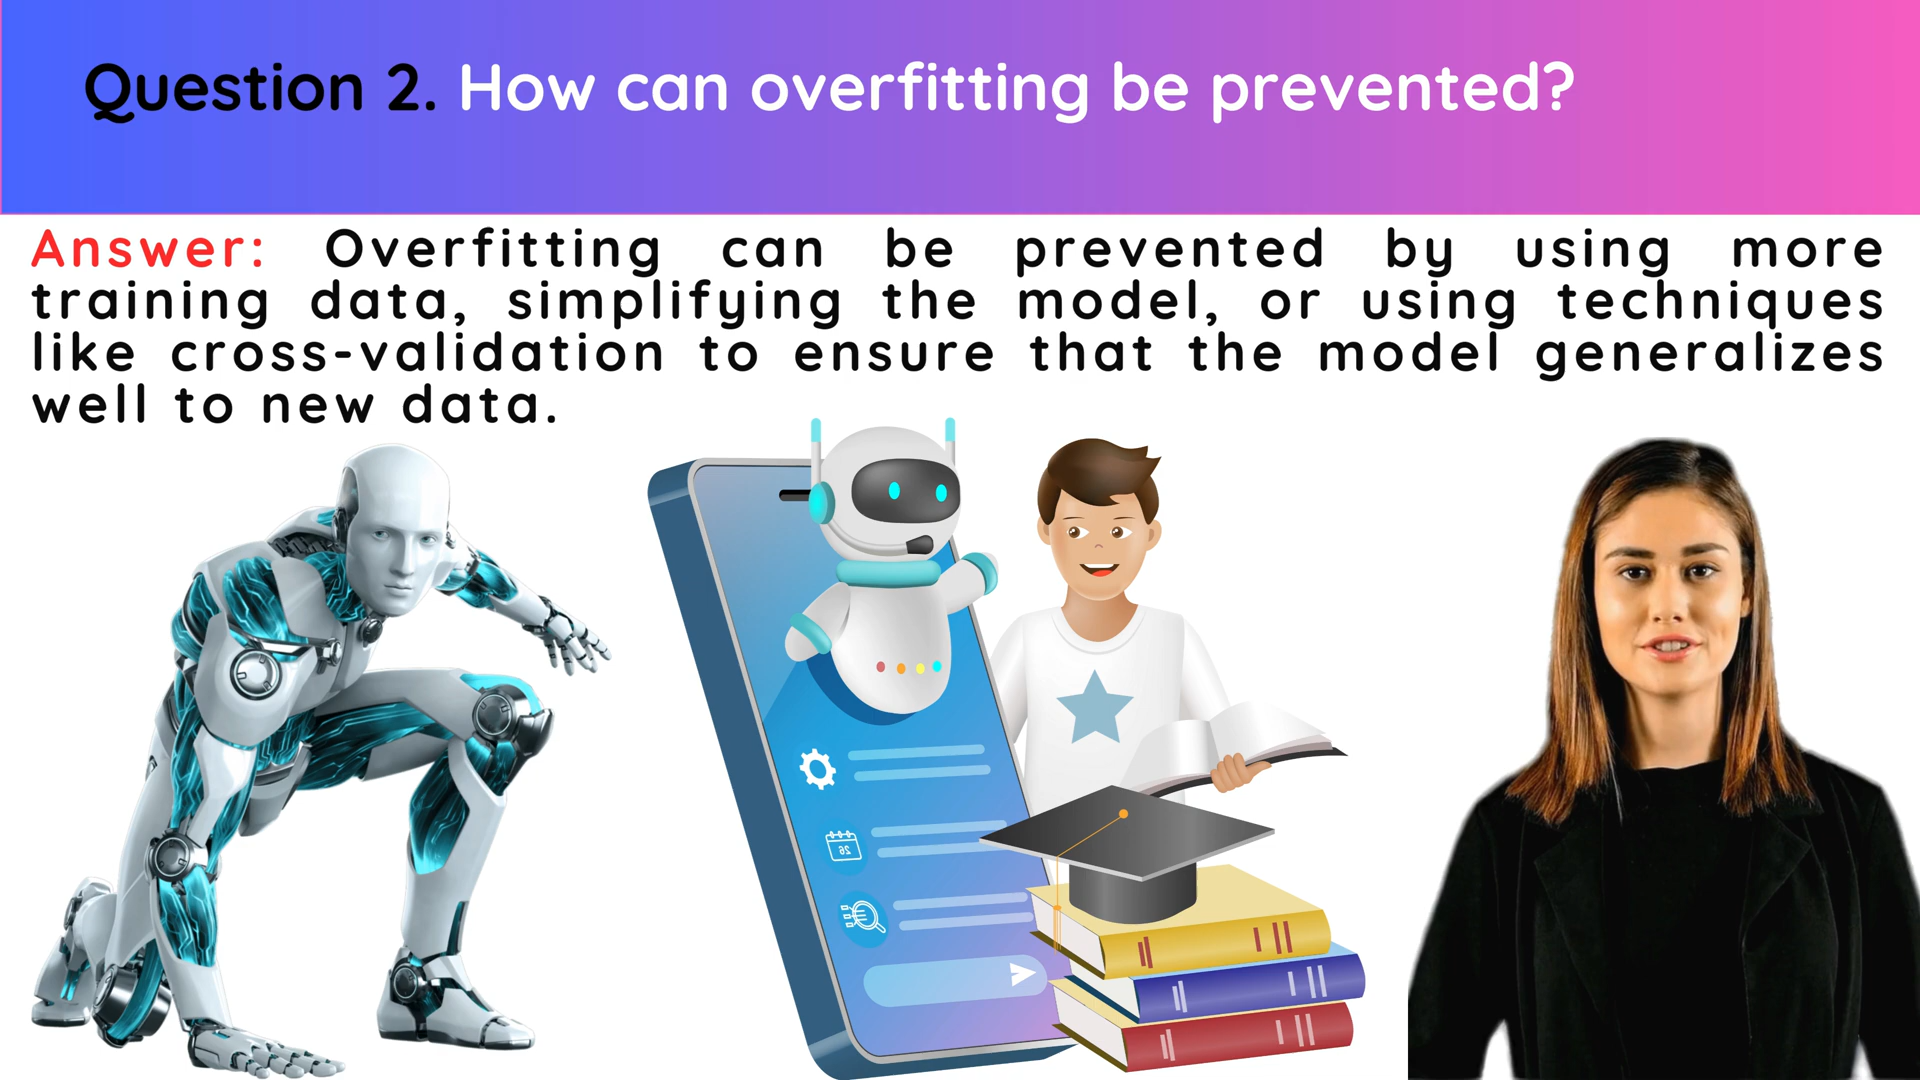 Question 2. How can overfitting be prevented?
Answer: Overfitting can be prevented by using more
training data, simplifying the model, or using techniques
like cross-validation to ensure that the model generalizes
well to new data.
26